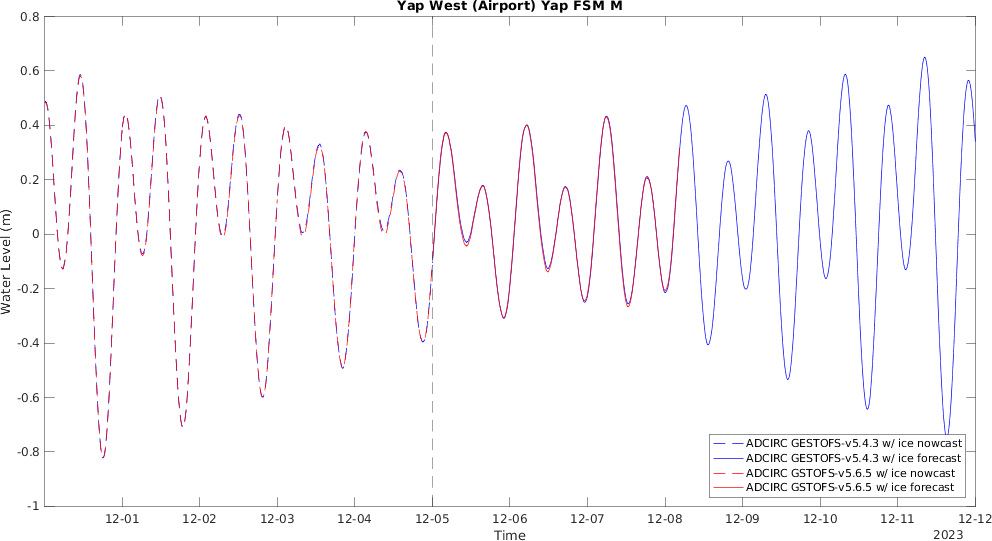 Yap West (Airport) Yap FSM M
0.8
0.6
0.4
0.2
0
-0.2
-0.4
-0.6
-0.8
-1
Water Level (m)
ADCIRC GESTOFS-v5.4.3 w/ ice nowcast
ADCIRC GESTOFS-v5.4.3 w/ ice forecast
ADCIRC GSTOFS-v5.6.5 w/ ice nowcast
ADCIRC GSTOFS-v5.6.5 w/ ice forecast
12-01 12-02 12-03 12-04 12-05 12-06 12-07 12-08 12-09 12-10 12-11 12-12
Time
2023